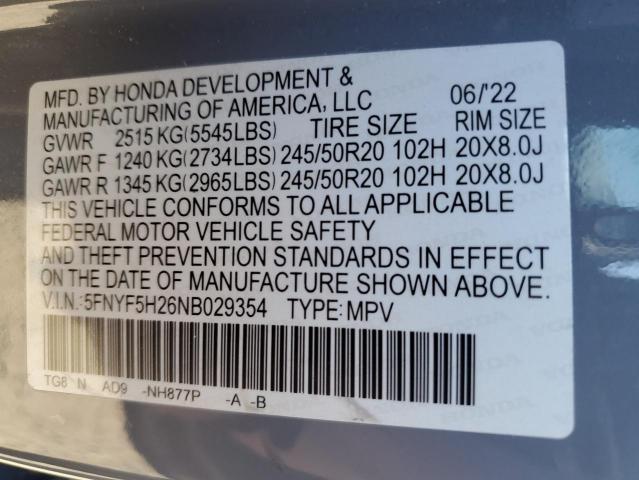 MFD. BY HONDA DEVELOPMENT &
MANUFACTURING OF AMERICA, LLC 06/'22
GVWR 2515 KG(5545LBS) TIRE SIZE RIM SIZE
GAWR F 1240 KG(2734LBS) 245/50R20 102H 20X8.0J
GAWR R 1345 KG(2965LBS) 245/50R20 102H 20X8.0J
THIS VEHICLE CONFORMS TO ALL APPLICABLE
FEDERAL MOTOR VEHICLE SAFETY
AND THEFT PREVENTION STANDARDS IN EFFECT
ON THE DATE OF MANUFACTURE SHOWN ABOVE.
V.I.N.:5FNYF5H26NB029354 TYPE:MPV
TG8 N AD9 -NH877P -A -B